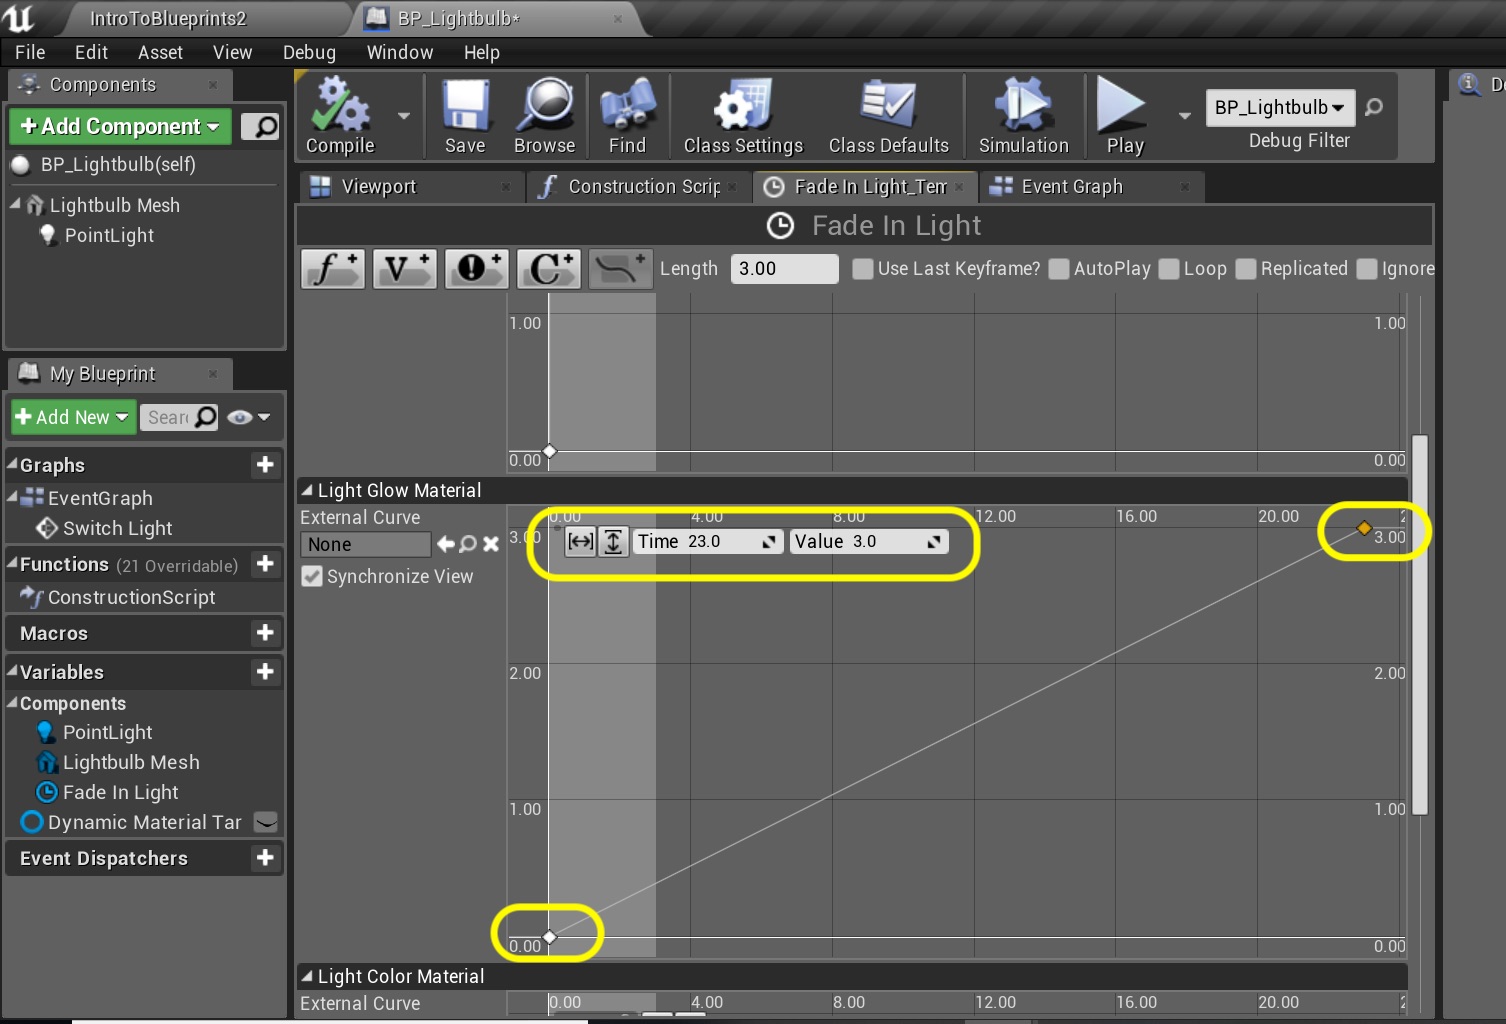 IntroToBlueprints2
BP_Lightbulb*
File Edit Asset View Debug Window Help
Components
+ Add Component
BP_Lightbulb(self)
Lightbulb Mesh
PointLight
Compile Save Browse Find Class Settings Class Defaults Simulation Play
BP_Lightbulb
Debug Filter
Viewport
Construction Scrip
Fade In Light_Tem
Event Graph
Fade In Light
f+ V+ !+ C+
Length 3.00 Use Last Keyframe? AutoPlay Loop Replicated Ignore
1.00 1.00
0.00 0.00
My Blueprint
+ Add New
Sear
Graphs +
EventGraph
Switch Light
Functions (21 Overridable) +
ConstructionScript
Macros +
Variables +
Components
PointLight
Lightbulb Mesh
Fade In Light
Dynamic Material Tar
Event Dispatchers +
Light Glow Material
External Curve
None
Synchronize View
0.00 4.00 8.00 12.00 16.00 20.00 2
3.00 Time 23.0 Value 3.0 3.00
2.00 2.00
1.00 1.00
0.00 0.00
Light Color Material
External Curve
0.00 4.00 8.00 12.00 16.00 20.00 2